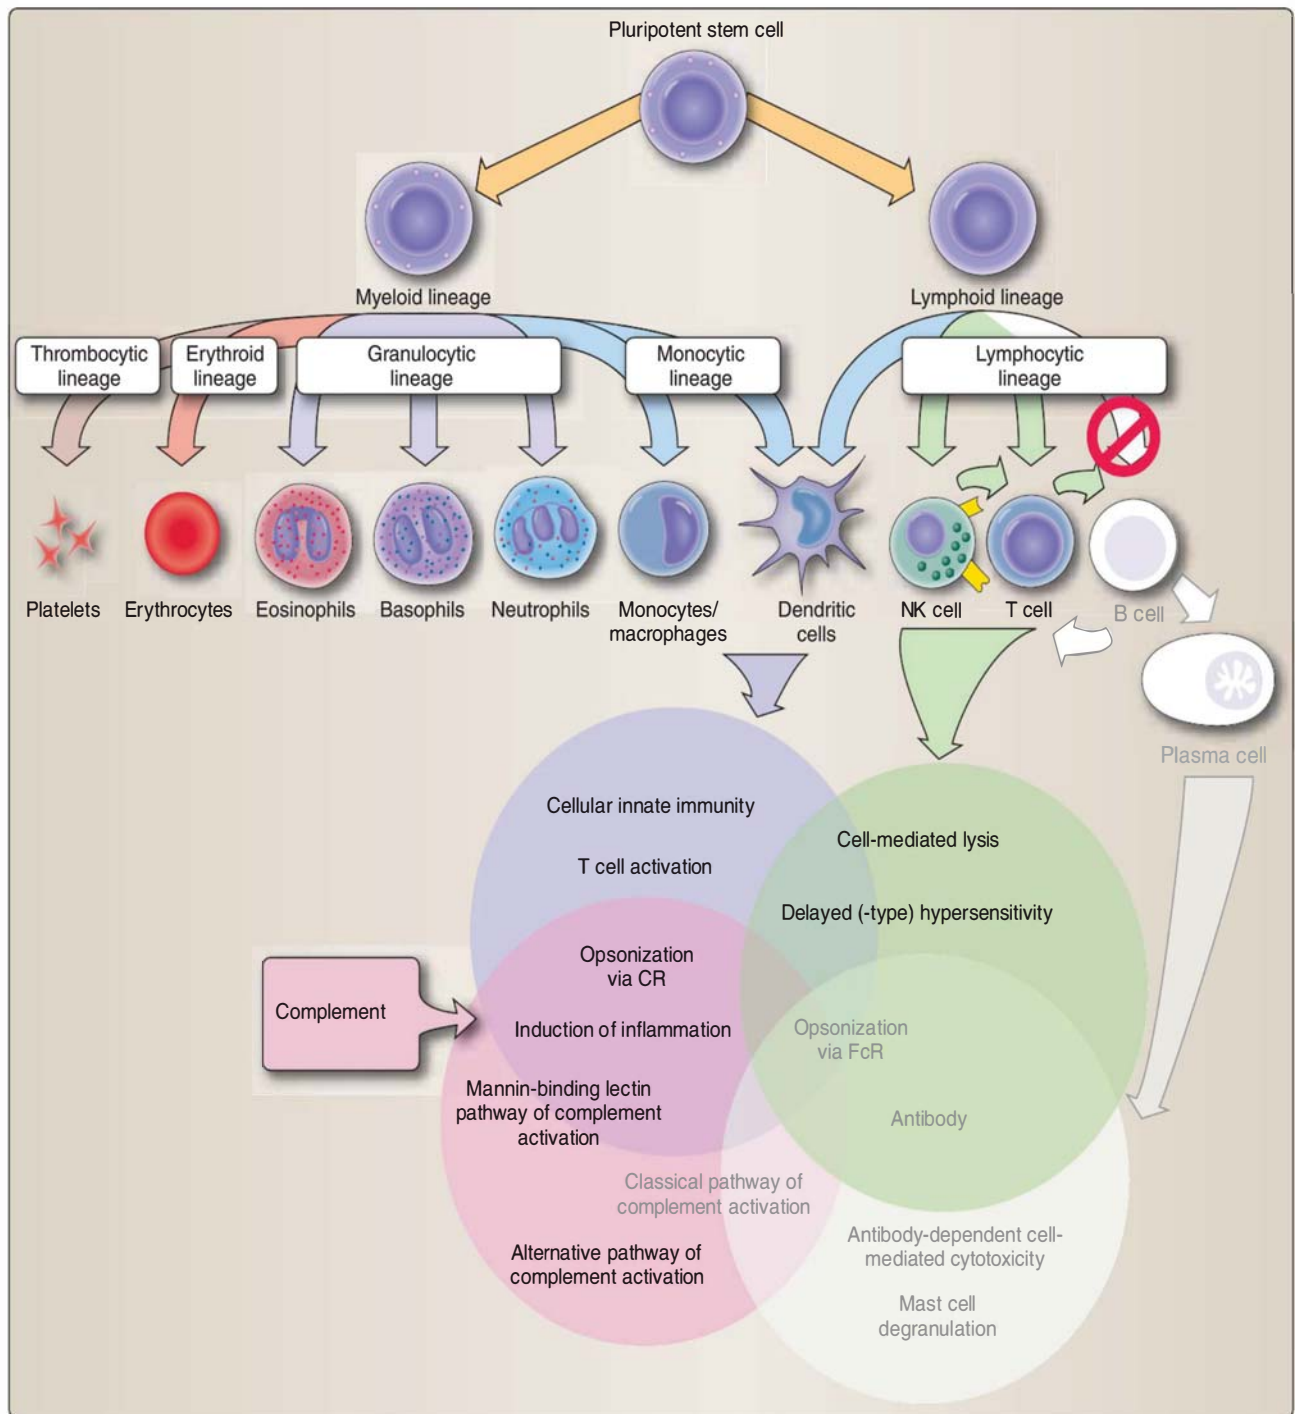 Pluripotent stem cell
Myeloid lineage
Lymphoid lineage
Thrombocytic
lineage
Erythroid
lineage
Granulocytic
lineage
Monocytic
lineage
Lymphocytic
lineage
Platelets
Erythrocytes
Eosinophils
Basophils
Neutrophils
Monocytes/
macrophages
Dendritic
cells
NK cell
T cell
B cell
Plasma cell
Cellular innate immunity
T cell activation
Cell-mediated lysis
Delayed (-type) hypersensitivity
Opsonization
via CR
Complement
Induction of inflammation
Opsonization
via FcR
Mannin-binding lectin
pathway of complement
activation
Antibody
Classical pathway of
complement activation
Alternative pathway of
complement activation
Antibody-dependent cell-
mediated cytotoxicity
Mast cell
degranulation